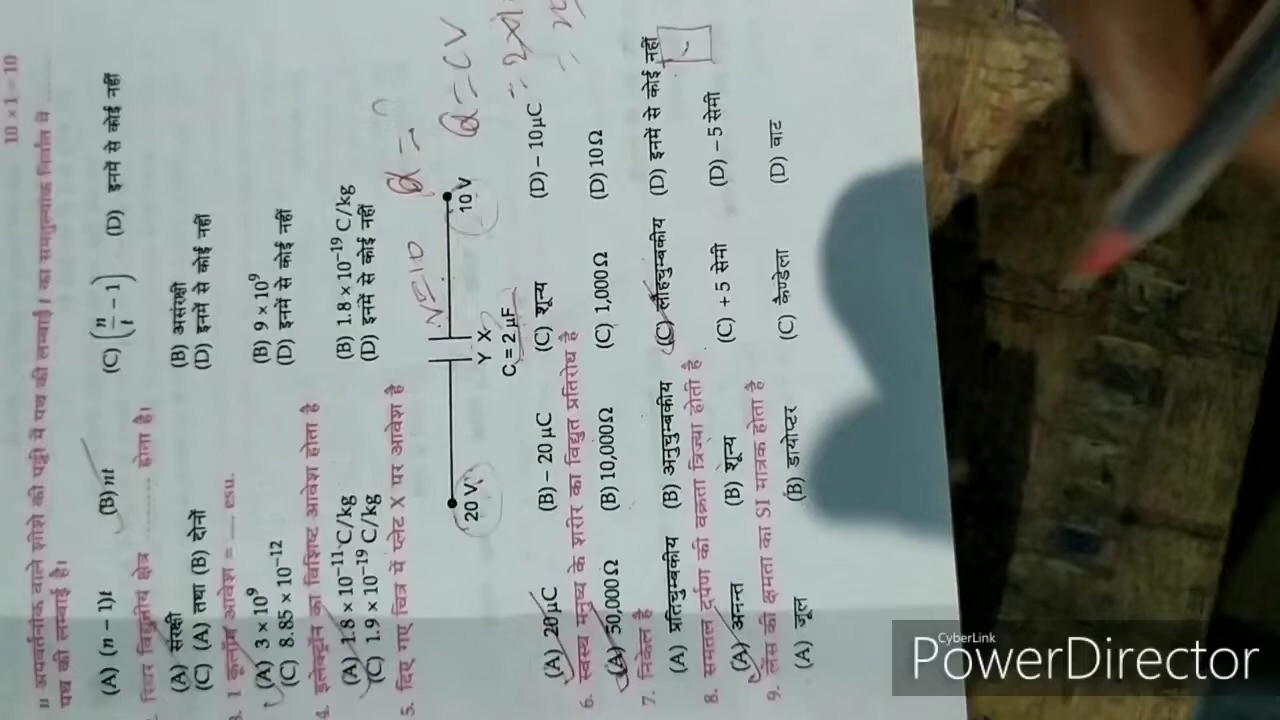 10 × 1 = 10
n अपवर्तनांक वाले शीशे की पट्टी में पथ की लम्बाई l का समतुल्यांक निर्वात में
पथ की लम्बाई है।
(A) (n − 1)l (B) nl (C) (n/l − 1) (D) इनमें से कोई नहीं
स्थिर विद्युतीय क्षेत्र .......... होता है।
(A) संरक्षी (B) असंरक्षी
(C) (A) तथा (B) दोनों (D) इनमें से कोई नहीं
3. 1 कूलॉम आवेश = __ esu.
(A) 3 × 10⁹ (B) 9 × 10⁹
(C) 8.85 × 10⁻¹² (D) इनमें से कोई नहीं
4. इलेक्ट्रॉन का विशिष्ट आवेश होता है
(A) 1.8 × 10⁻¹¹ C/kg (B) 1.8 × 10⁻¹⁹ C/kg
(C) 1.9 × 10⁻¹⁹ C/kg (D) इनमें से कोई नहीं
5. दिए गए चित्र में प्लेट X पर आवेश है
V=10 Q =
20 V Y X 10 V
C = 2 μF
Q = CV
(A) 20 μC (B) − 20 μC (C) शून्य (D) − 10 μC
6. स्वस्थ मनुष्य के शरीर का विद्युत प्रतिरोध है
(A) 50,000 Ω (B) 10,000Ω (C) 1,000Ω (D) 10Ω
7. निकेल है
(A) प्रतिचुम्बकीय (B) अनुचुम्बकीय (C) लौहचुम्बकीय (D) इनमें से कोई नहीं
8. समतल दर्पण की वक्रता त्रिज्या होती है
(A) अनन्त (B) शून्य (C) + 5 सेमी (D) − 5 सेमी
9. लेंस की क्षमता का SI मात्रक होता है
(A) जूल (B) डायोप्टर (C) कैण्डेला (D) वाट
CyberLink
PowerDirector